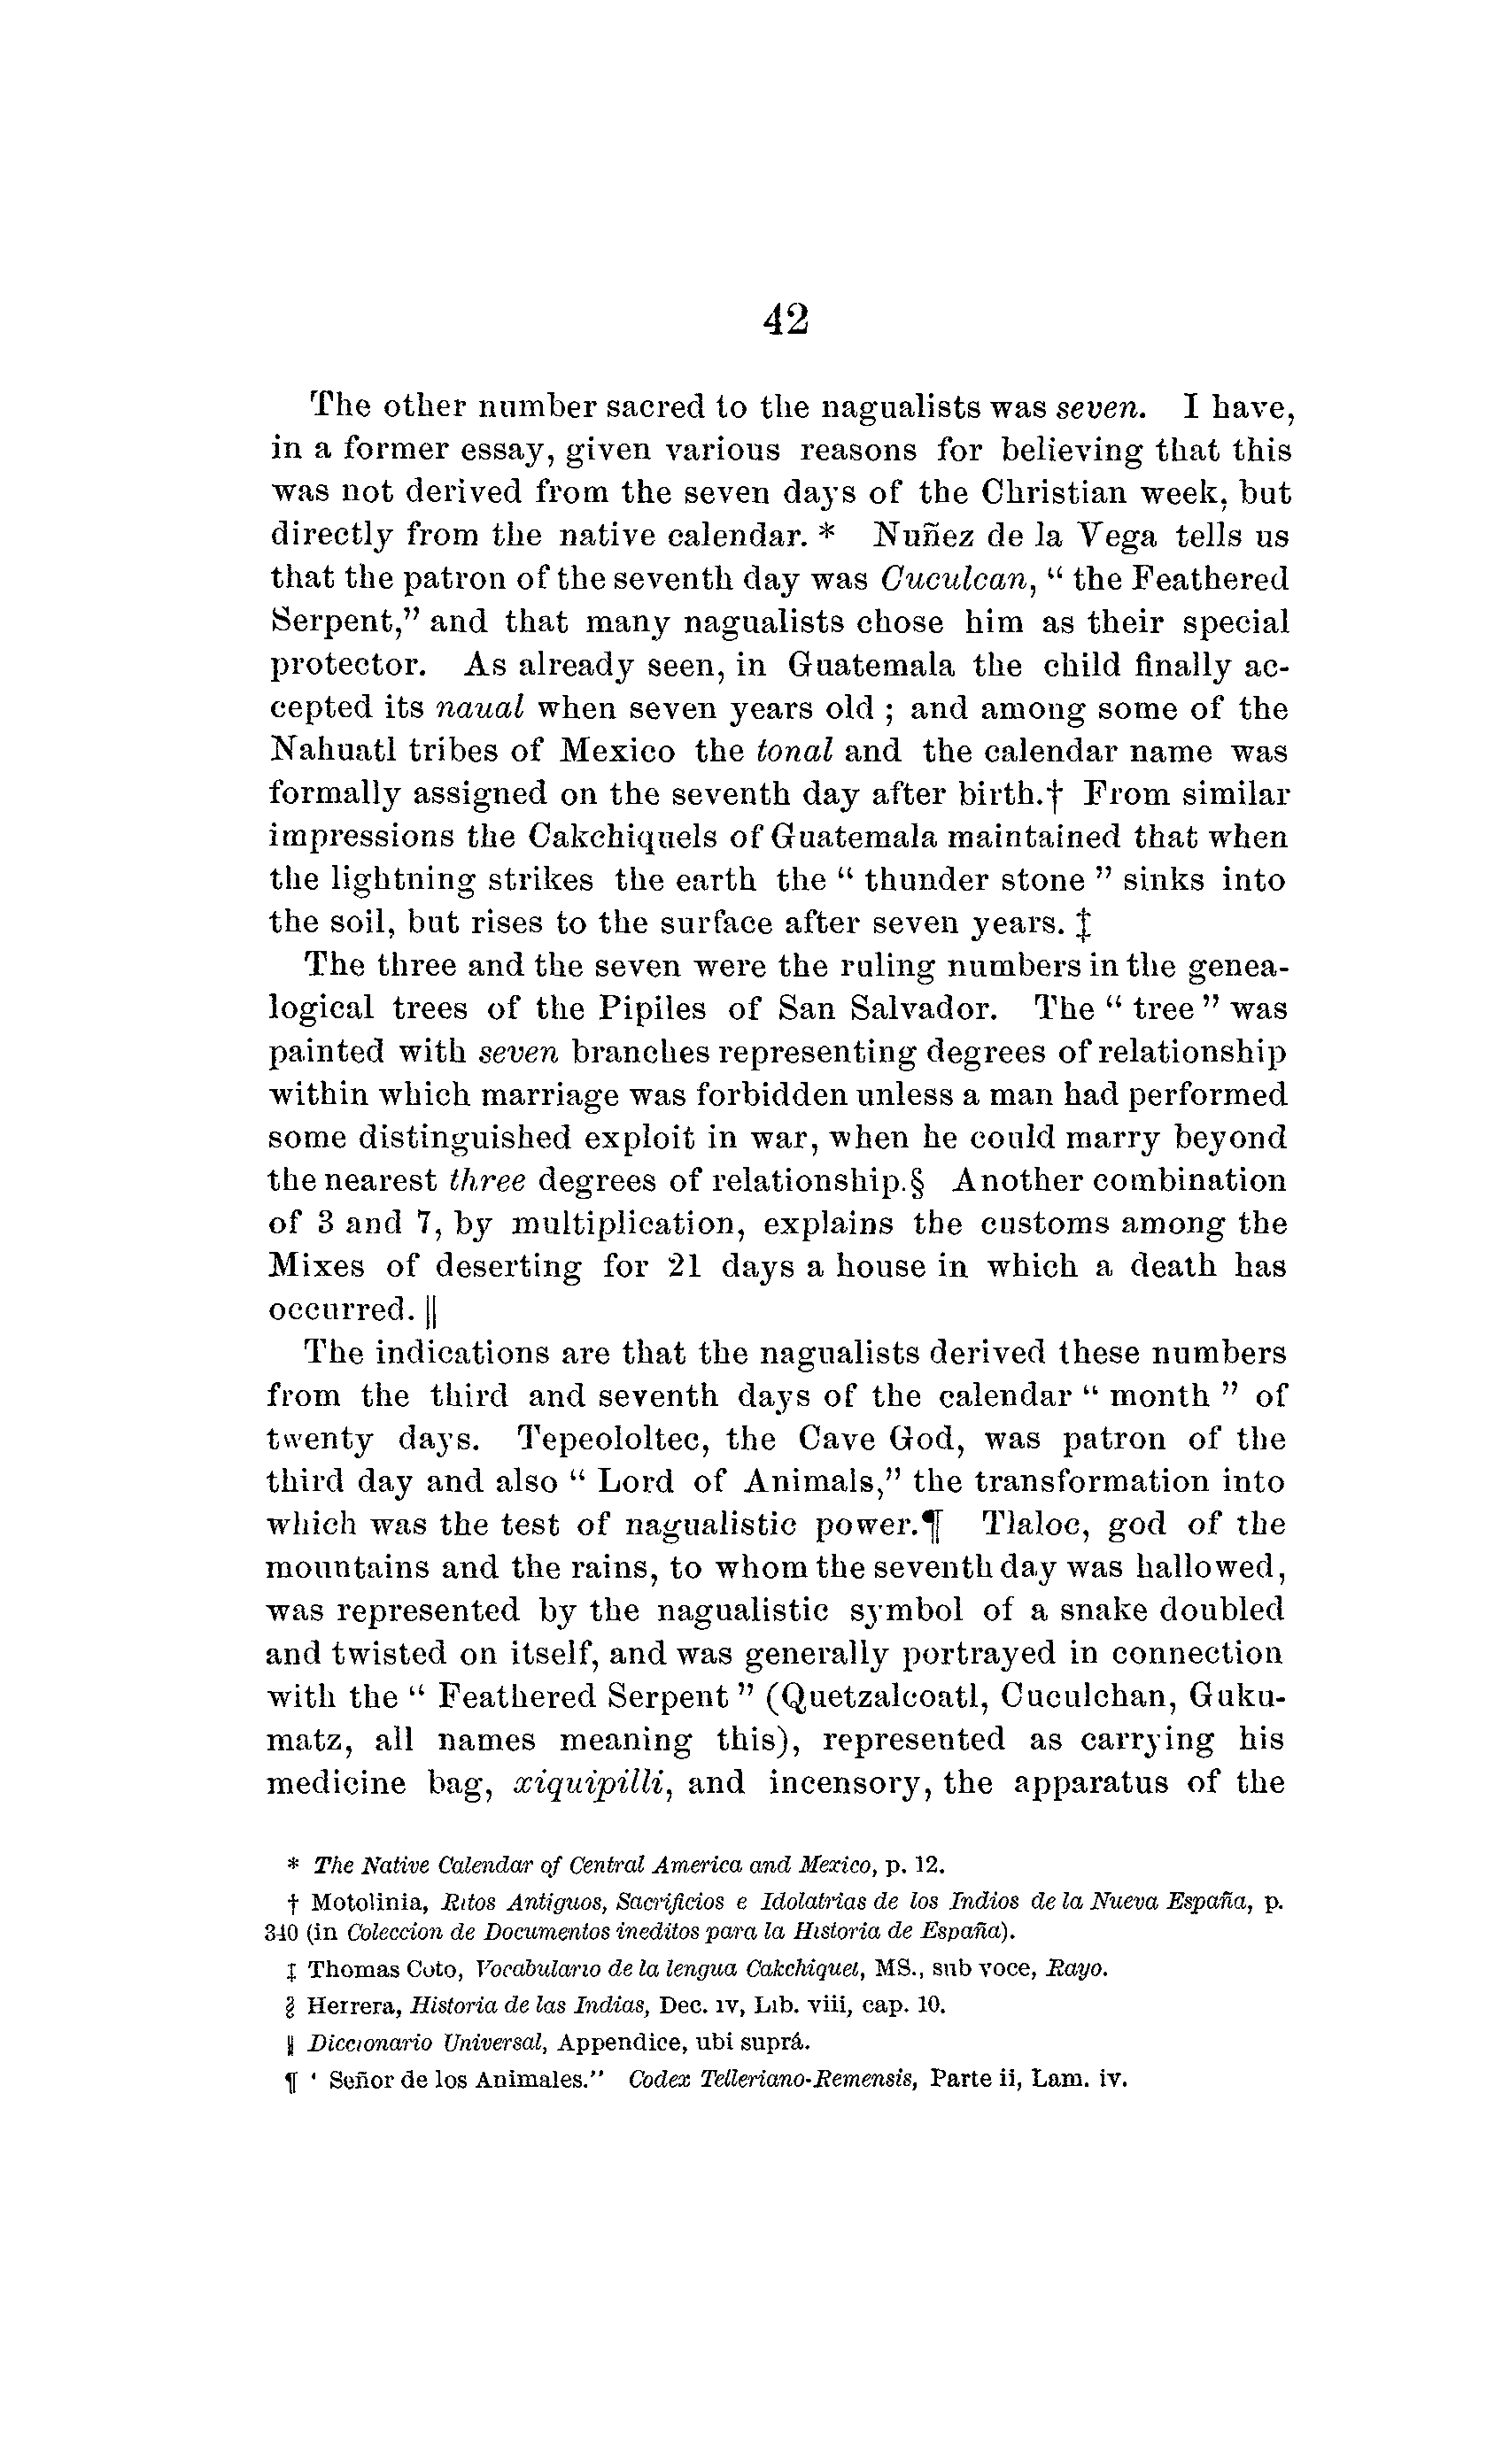 42
The other number sacred to the nagualists was seven. I have,
in a former essay, given various reasons for believing that this
was not derived from the seven days of the Christian week, but
directly from the native calendar. * Nuñez de la Vega tells us
that the patron of the seventh day was Cuculcan, “ the Feathered
Serpent,” and that many nagualists chose him as their special
protector. As already seen, in Guatemala the child finally ac-
cepted its naual when seven years old ; and among some of the
Nahuatl tribes of Mexico the tonal and the calendar name was
formally assigned on the seventh day after birth.† From similar
impressions the Cakchiquels of Guatemala maintained that when
the lightning strikes the earth the “ thunder stone ” sinks into
the soil, but rises to the surface after seven years. ‡
The three and the seven were the ruling numbers in the genea-
logical trees of the Pipiles of San Salvador. The “ tree ” was
painted with seven branches representing degrees of relationship
within which marriage was forbidden unless a man had performed
some distinguished exploit in war, when he could marry beyond
the nearest three degrees of relationship.§ Another combination
of 3 and 7, by multiplication, explains the customs among the
Mixes of deserting for 21 days a house in which a death has
occurred. ||
The indications are that the nagualists derived these numbers
from the third and seventh days of the calendar “ month ” of
twenty days. Tepeololtec, the Cave God, was patron of the
third day and also “ Lord of Animals,” the transformation into
which was the test of nagualistic power.¶ Tlaloc, god of the
mountains and the rains, to whom the seventh day was hallowed,
was represented by the nagualistic symbol of a snake doubled
and twisted on itself, and was generally portrayed in connection
with the “ Feathered Serpent ” (Quetzalcoatl, Cuculchan, Guku-
matz, all names meaning this), represented as carrying his
medicine bag, xiquipilli, and incensory, the apparatus of the
* The Native Calendar of Central America and Mexico, p. 12.
† Motolinia, Ritos Antiguos, Sacrificios e Idolatrias de los Indios de la Nueva España, p.
340 (in Coleccion de Documentos ineditos para la Historia de España).
‡ Thomas Coto, Vocabulario de la lengua Cakchiquel, MS., sub voce, Rayo.
§ Herrera, Historia de las Indias, Dec. iv, Lib. viii, cap. 10.
|| Diccionario Universal, Appendice, ubi suprá.
¶ ‘ Señor de los Animales.” Codex Telleriano-Remensis, Parte ii, Lam. iv.